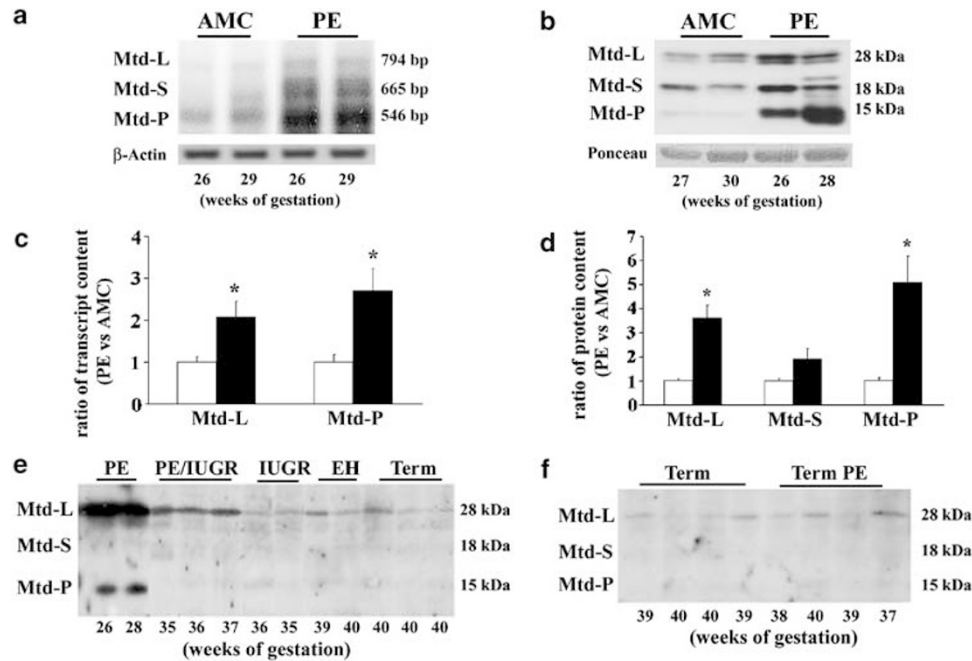 a
AMC PE
Mtd-L 794 bp
Mtd-S 665 bp
Mtd-P 546 bp
β-Actin
26 29 26 29
(weeks of gestation)
b
AMC PE
Mtd-L 28 kDa
Mtd-S 18 kDa
Mtd-P 15 kDa
Ponceau
27 30 26 28
(weeks of gestation)
c
ratio of transcript content
(PE vs AMC)
4
3
2
1
0
* *
Mtd-L Mtd-P
d
ratio of protein content
(PE vs AMC)
7
6
5
4
3
2
1
0
* *
Mtd-L Mtd-S Mtd-P
e
PE PE/IUGR IUGR EH Term
Mtd-L 28 kDa
Mtd-S 18 kDa
Mtd-P 15 kDa
26 28 35 36 37 36 35 39 40 40 40 40
(weeks of gestation)
f
Term Term PE
Mtd-L 28 kDa
Mtd-S 18 kDa
Mtd-P 15 kDa
39 40 40 39 38 40 39 37
(weeks of gestation)